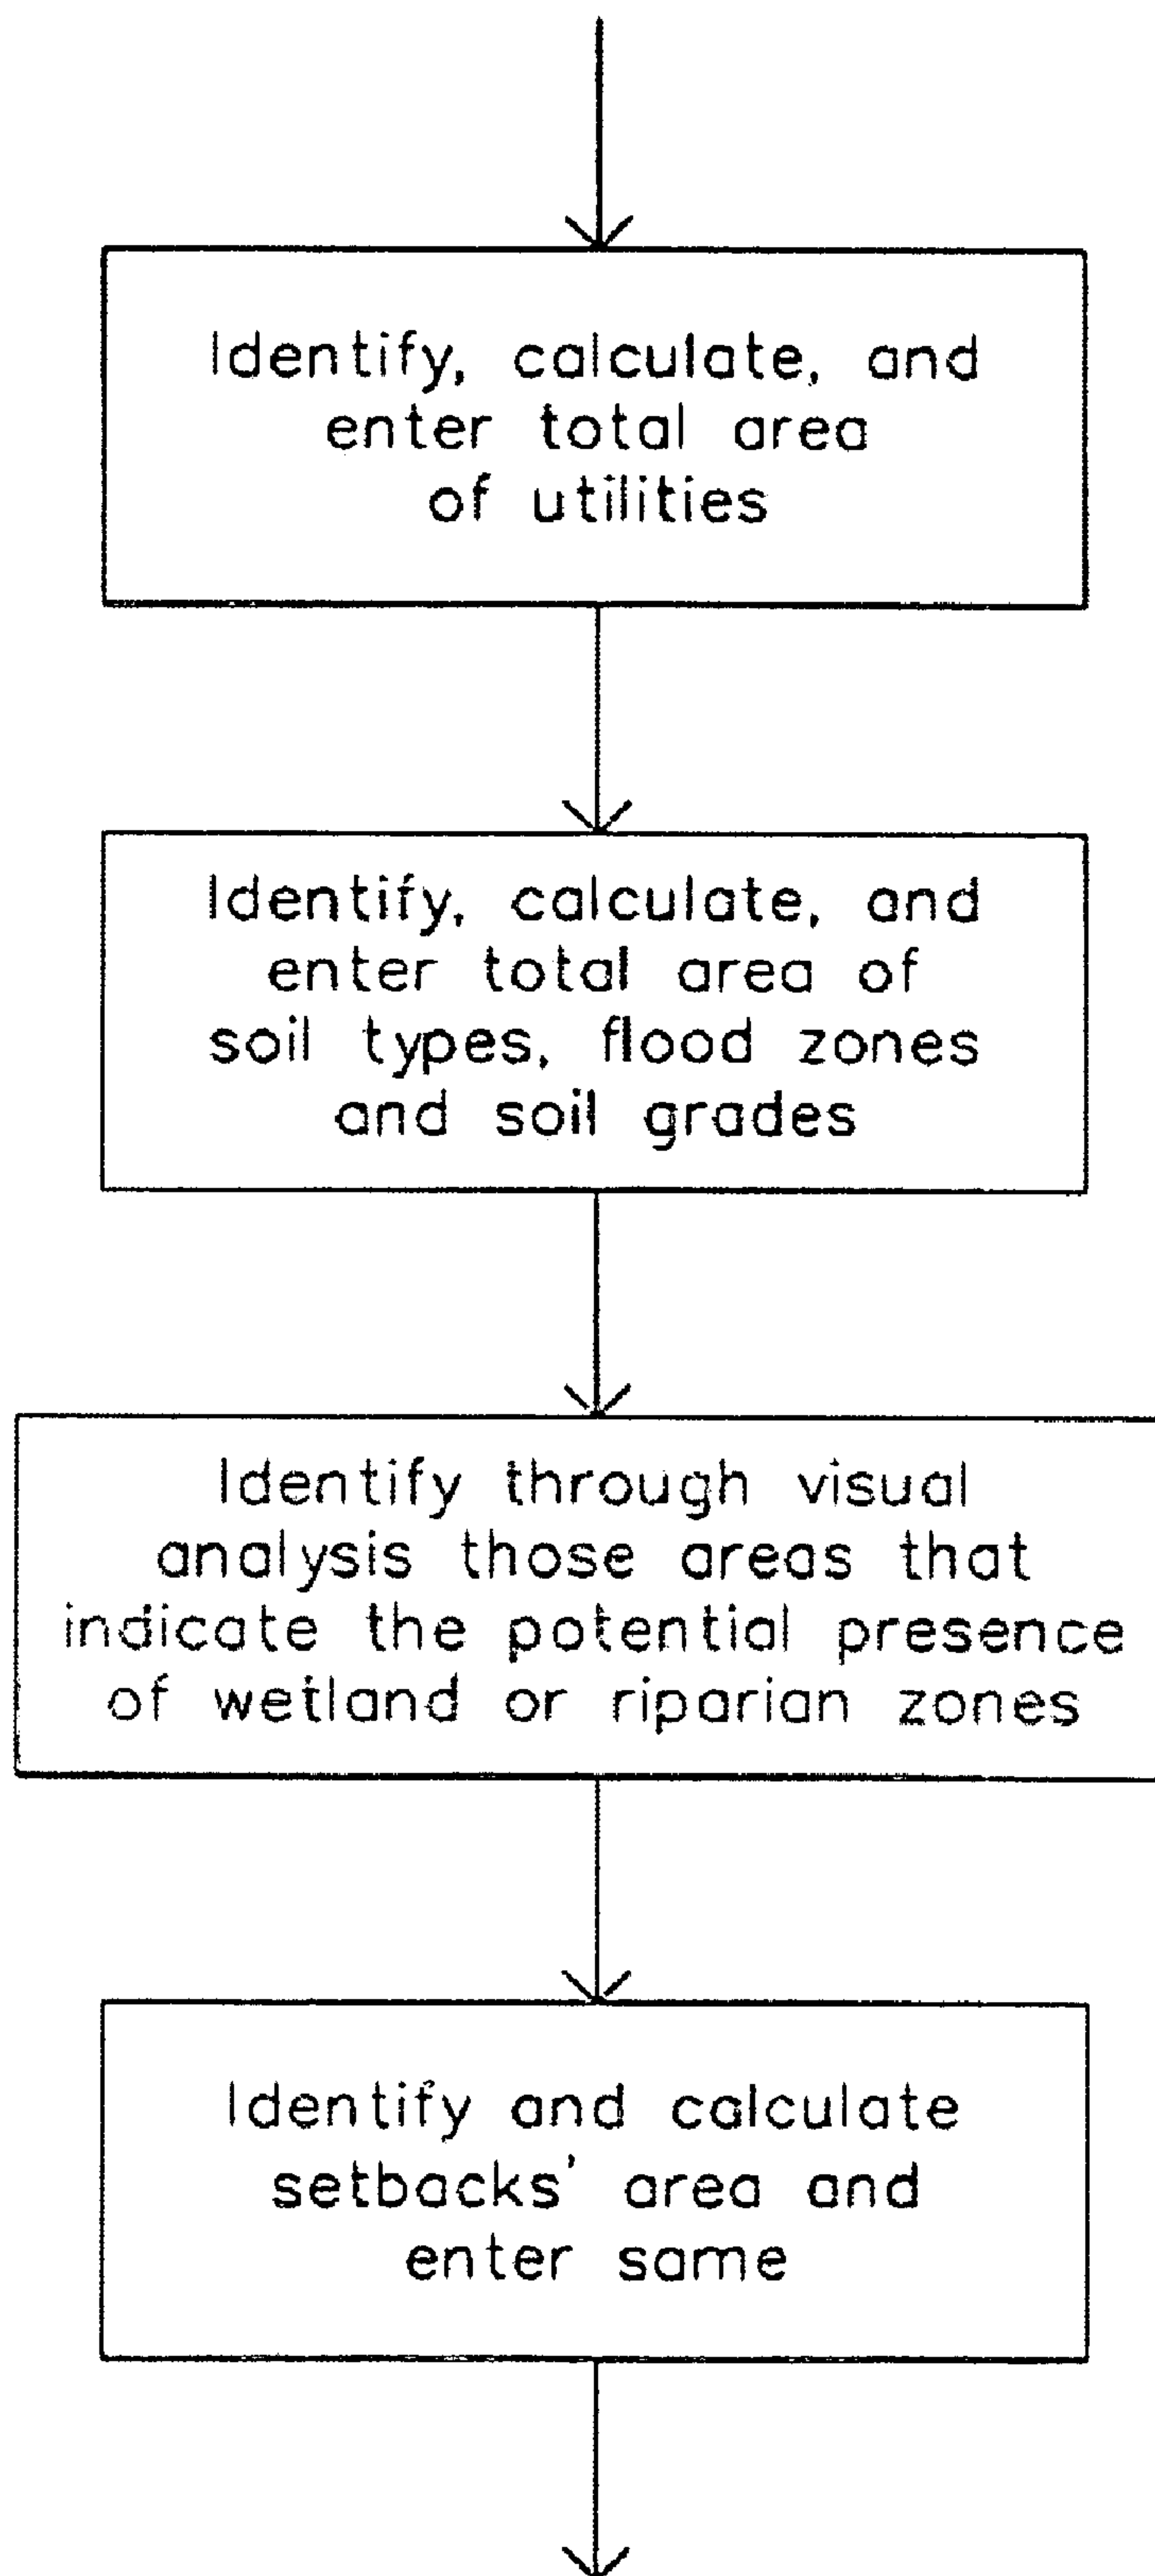 Identify, calculate, and
enter total area
of utilities
Identify, calculate, and
enter total area of
soil types, flood zones
and soil grades
Identify through visual
analysis those areas that
indicate the potential presence
of wetland or riparian zones
Identify and calculate
setbacks' area and
enter same